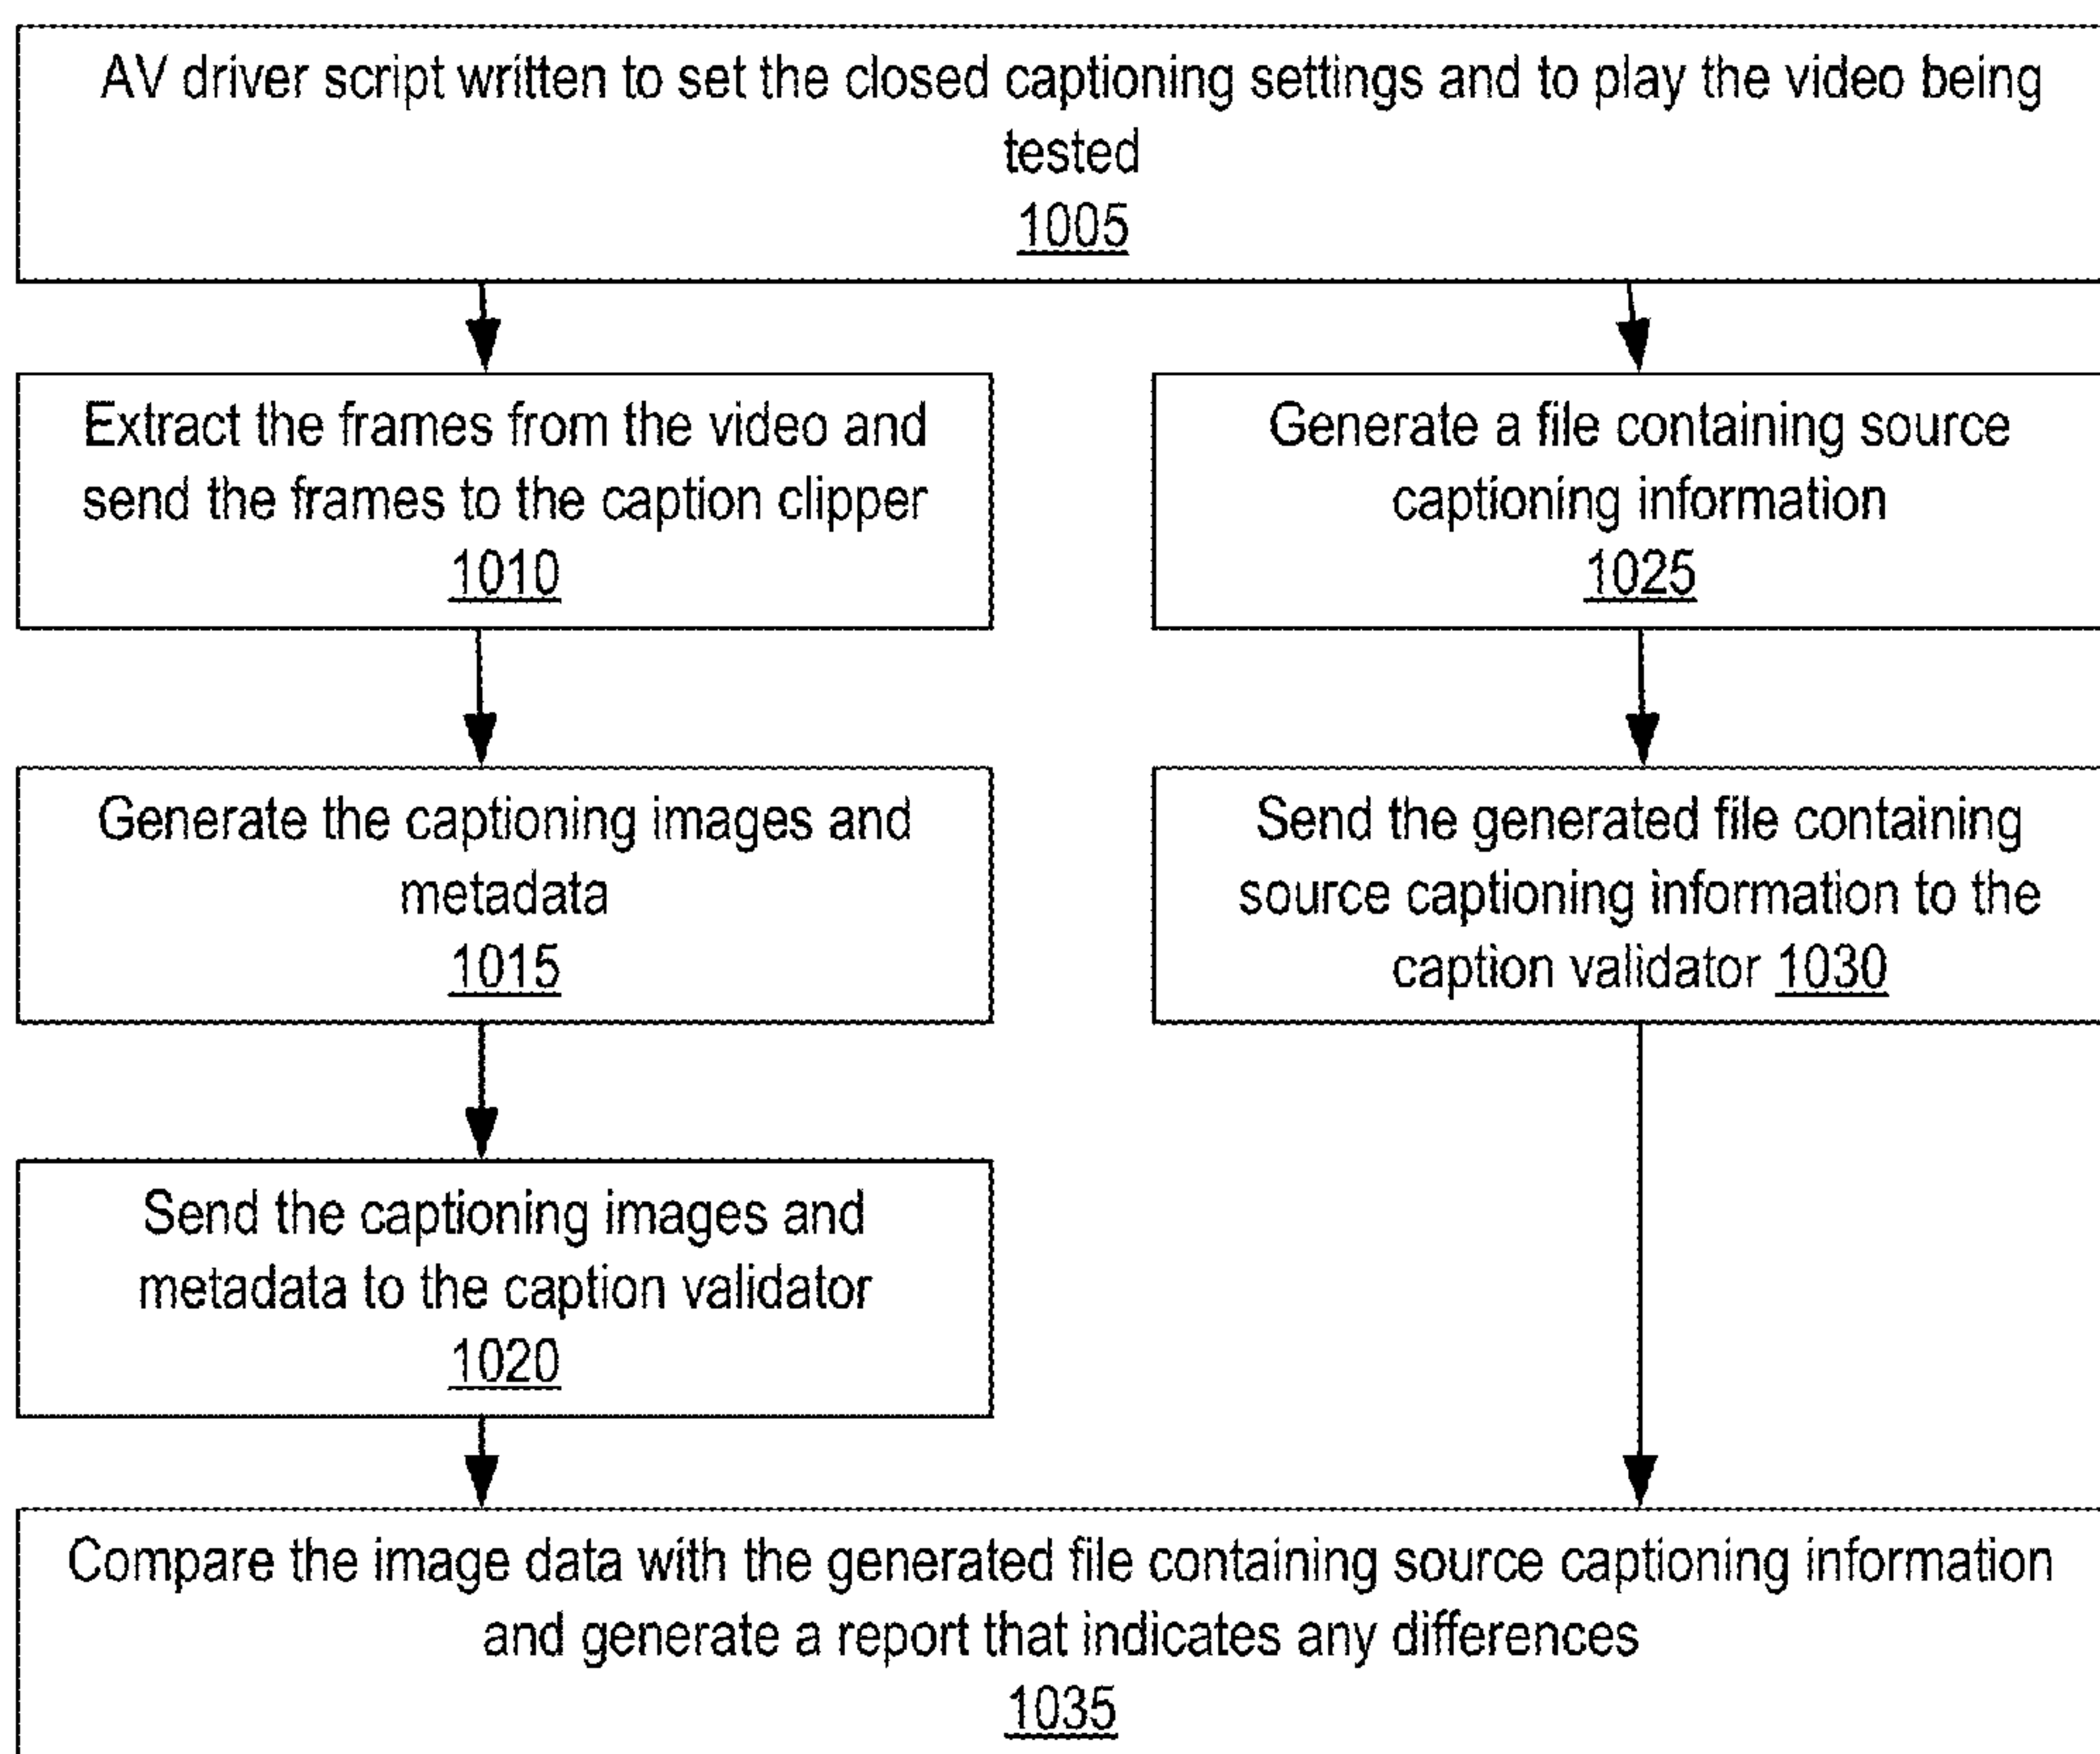 AV driver script written to set the closed captioning settings and to play the video being
tested
1005
Extract the frames from the video and
send the frames to the caption clipper
1010
Generate a file containing source
captioning information
1025
Generate the captioning images and
metadata
1015
Send the generated file containing
source captioning information to the
caption validator 1030
Send the captioning images and
metadata to the caption validator
1020
Compare the image data with the generated file containing source captioning information
and generate a report that indicates any differences
1035